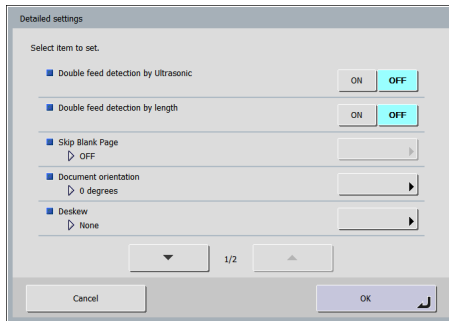 Detailed settings
Select item to set.
Double feed detection by Ultrasonic
ON OFF
Double feed detection by length
ON OFF
Skip Blank Page
OFF
Document orientation
0 degrees
Deskew
None
1/2
Cancel
OK